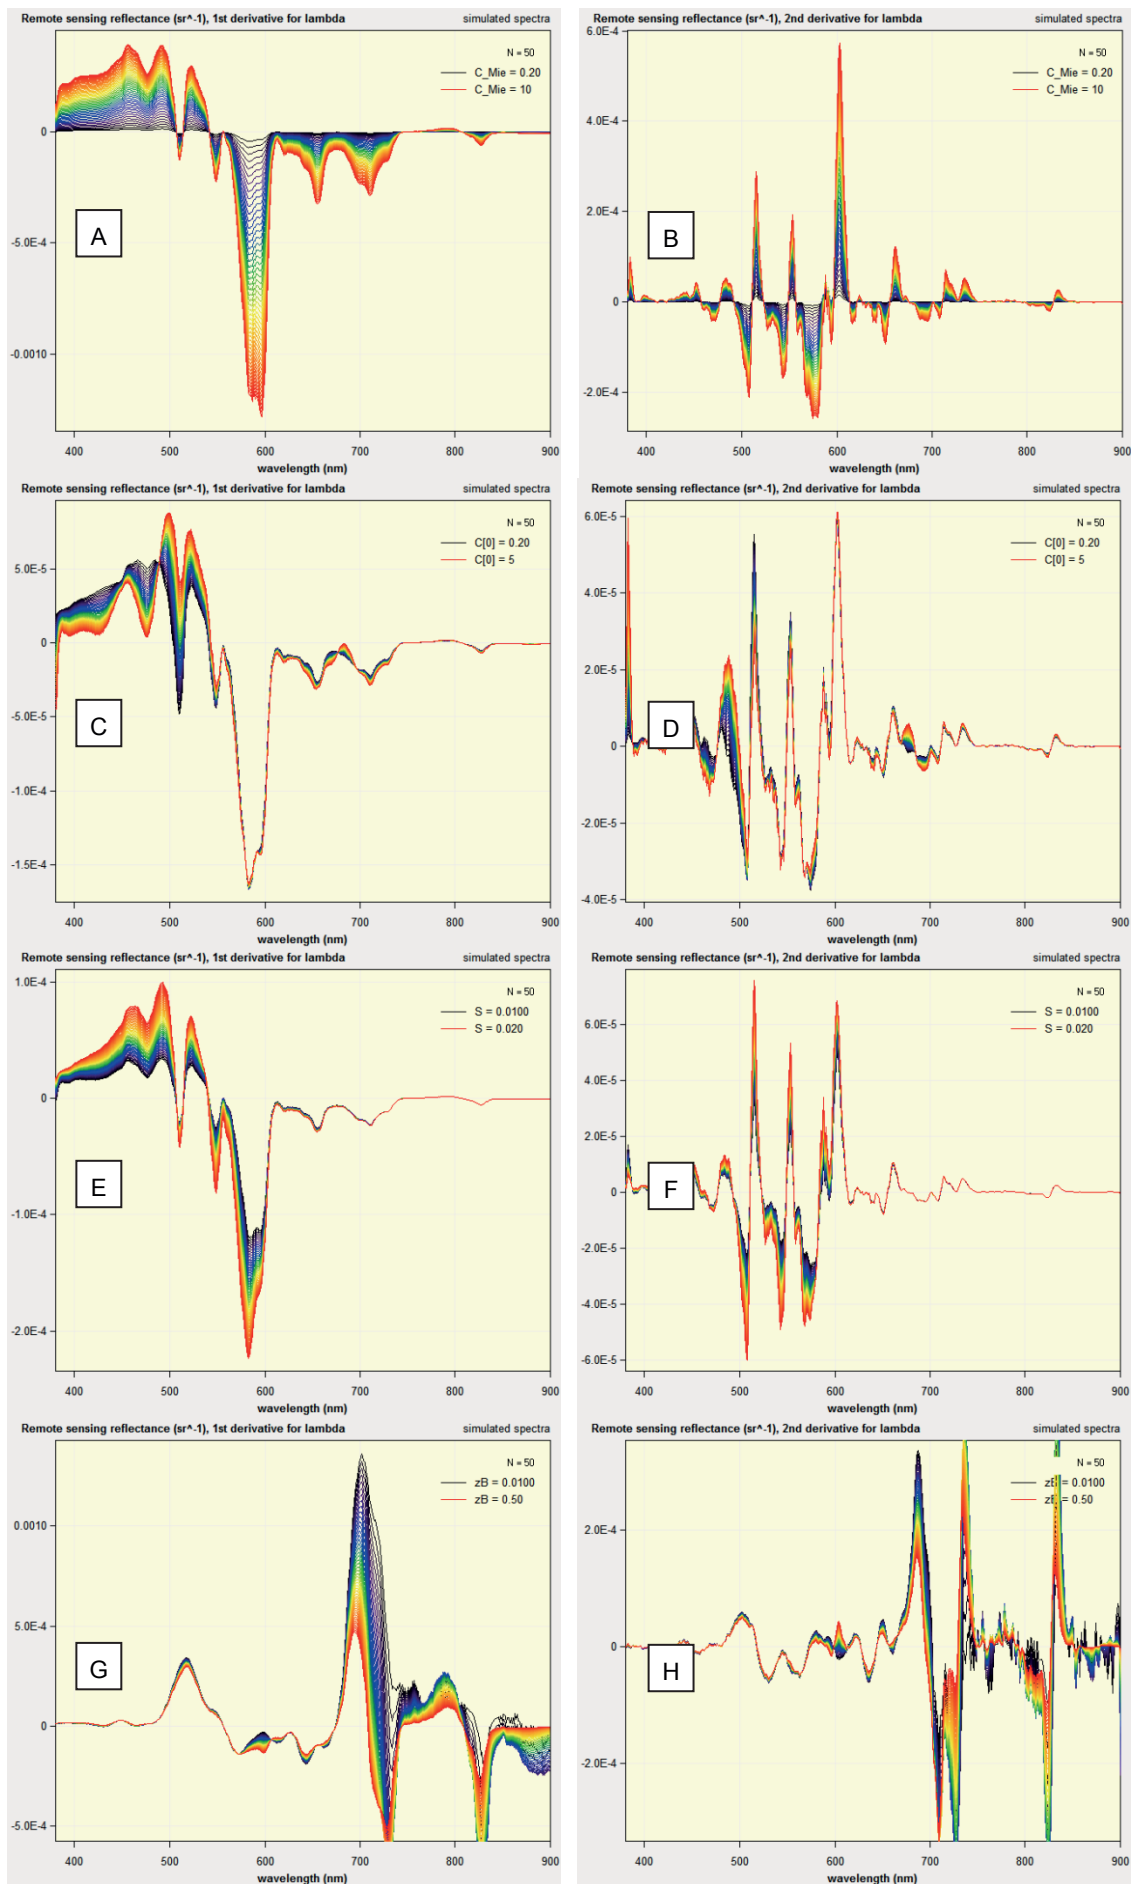 Remote sensing reflectance (sr^-1), 1st derivative for lambda simulated spectra
N = 50
C_Mie = 0.20
C_Mie = 10
0
-5.0E-4
-0.0010
A
400 500 600 700 800 900
wavelength (nm)
Remote sensing reflectance (sr^-1), 2nd derivative for lambda simulated spectra
6.0E-4
N = 50
C_Mie = 0.20
C_Mie = 10
4.0E-4
2.0E-4
0
-2.0E-4
B
400 500 600 700 800 900
wavelength (nm)
Remote sensing reflectance (sr^-1), 1st derivative for lambda simulated spectra
N = 50
C[0] = 0.20
C[0] = 5
5.0E-5
0
-5.0E-5
-1.0E-4
-1.5E-4
C
400 500 600 700 800 900
wavelength (nm)
Remote sensing reflectance (sr^-1), 2nd derivative for lambda simulated spectra
6.0E-5
N = 50
C[0] = 0.20
C[0] = 5
4.0E-5
2.0E-5
0
-2.0E-5
-4.0E-5
D
400 500 600 700 800 900
wavelength (nm)
Remote sensing reflectance (sr^-1), 1st derivative for lambda simulated spectra
1.0E-4
N = 50
S = 0.0100
S = 0.020
0
-1.0E-4
-2.0E-4
E
400 500 600 700 800 900
wavelength (nm)
Remote sensing reflectance (sr^-1), 2nd derivative for lambda simulated spectra
N = 50
S = 0.0100
S = 0.020
6.0E-5
4.0E-5
2.0E-5
0
-2.0E-5
-4.0E-5
-6.0E-5
F
400 500 600 700 800 900
wavelength (nm)
Remote sensing reflectance (sr^-1), 1st derivative for lambda simulated spectra
N = 50
zB = 0.0100
zB = 0.50
0.0010
5.0E-4
0
-5.0E-4
G
400 500 600 700 800 900
wavelength (nm)
Remote sensing reflectance (sr^-1), 2nd derivative for lambda simulated spectra
N = 50
zB = 0.0100
zB = 0.50
2.0E-4
0
-2.0E-4
H
400 500 600 700 800 900
wavelength (nm)